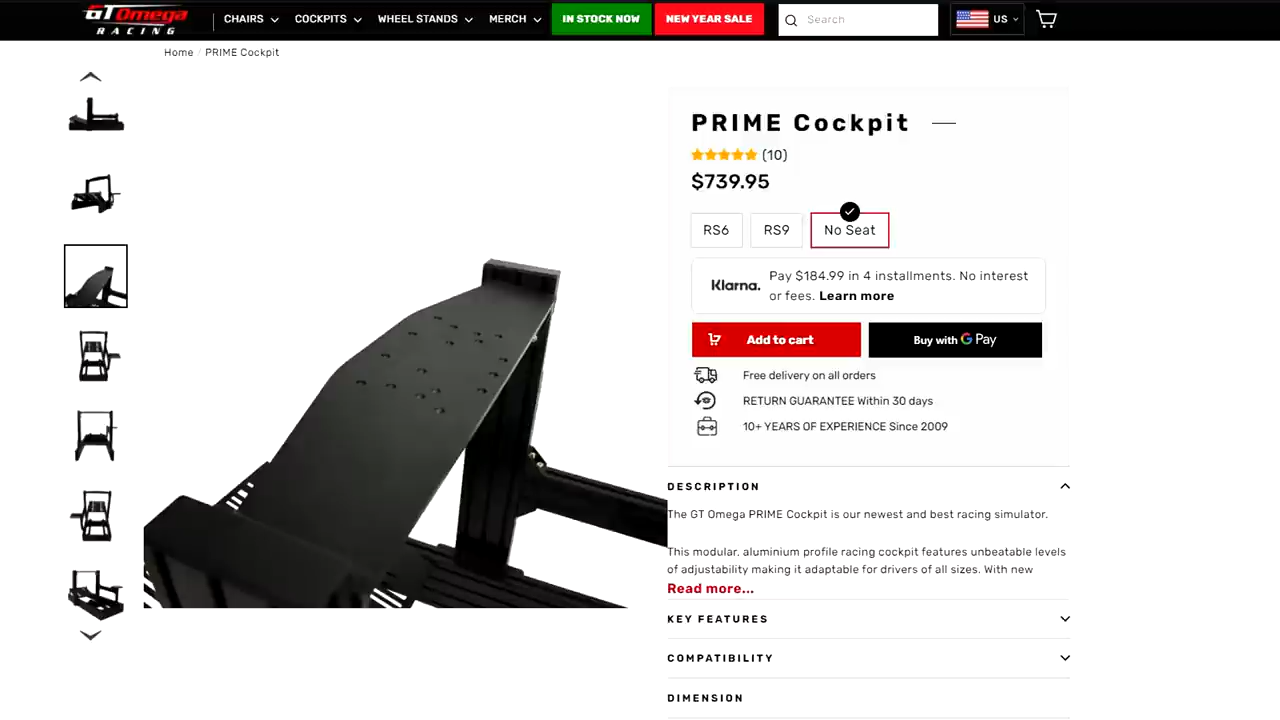 GT Omega
RACING
CHAIRS
COCKPITS
WHEEL STANDS
MERCH
IN STOCK NOW
NEW YEAR SALE
Search
US
Home / PRIME Cockpit
PRIME Cockpit
(10)
$739.95
RS6
RS9
No Seat
Klarna.
Pay $184.99 in 4 installments. No interest
or fees. Learn more
Add to cart
Buy with G Pay
Free delivery on all orders
RETURN GUARANTEE Within 30 days
10+ YEARS OF EXPERIENCE Since 2009
DESCRIPTION
The GT Omega PRIME Cockpit is our newest and best racing simulator.
This modular, aluminium profile racing cockpit features unbeatable levels
of adjustability making it adaptable for drivers of all sizes. With new
Read more...
KEY FEATURES
COMPATIBILITY
DIMENSION